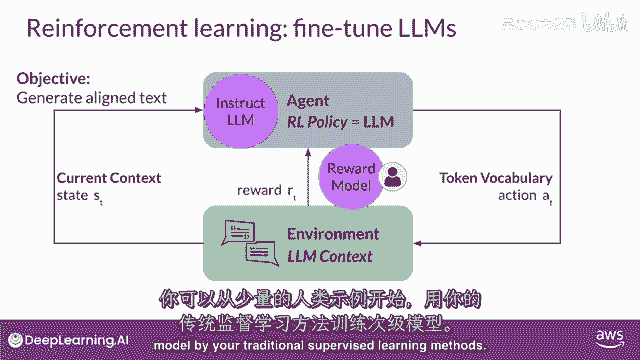 Reinforcement learning: fine-tune LLMs
Objective:
Generate aligned text
Instruct
LLM
Agent
RL Policy = LLM
Current Context
state st
reward rt
Reward
Model
Token Vocabulary
action at
Environment
LLM Context
你可以从少量的人类示例开始，用你的
传统监督学习方法训练次级模型。
model by your traditional supervised learning methods.
DeepLearning.AI
aws